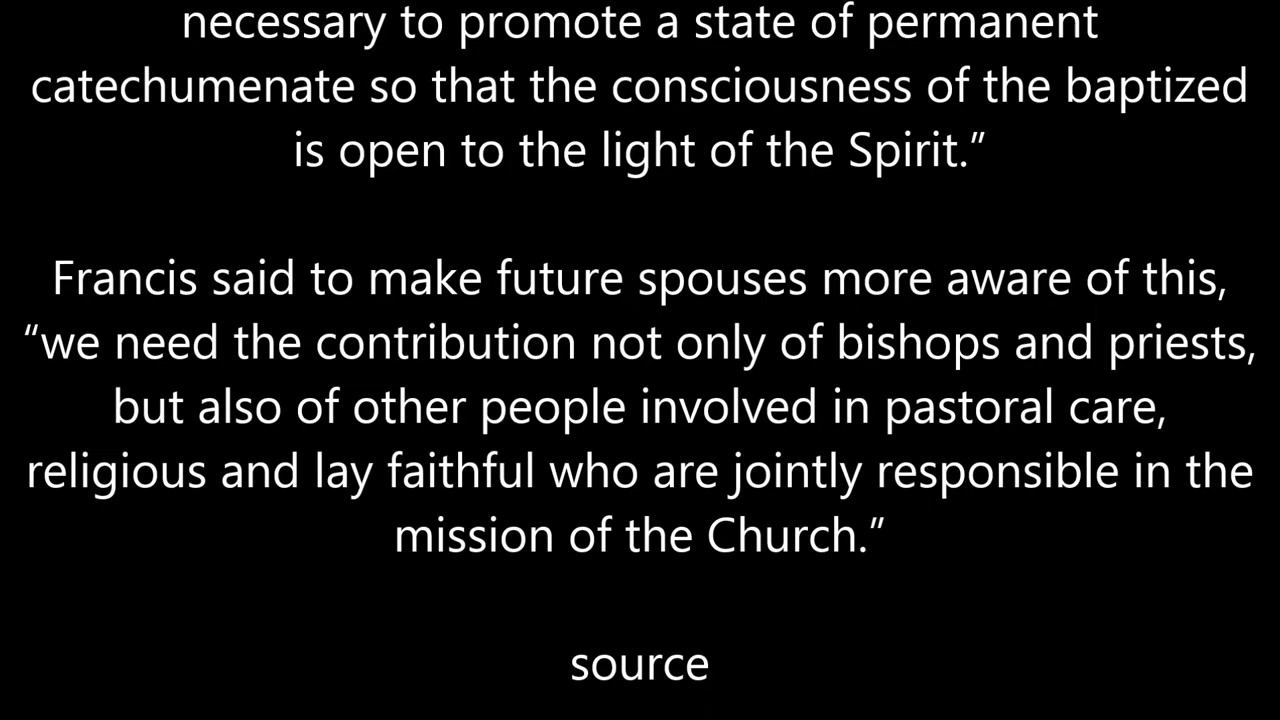 necessary to promote a state of permanent
catechumenate so that the consciousness of the baptized
is open to the light of the Spirit.”
Francis said to make future spouses more aware of this,
“we need the contribution not only of bishops and priests,
but also of other people involved in pastoral care,
religious and lay faithful who are jointly responsible in the
mission of the Church.”
source